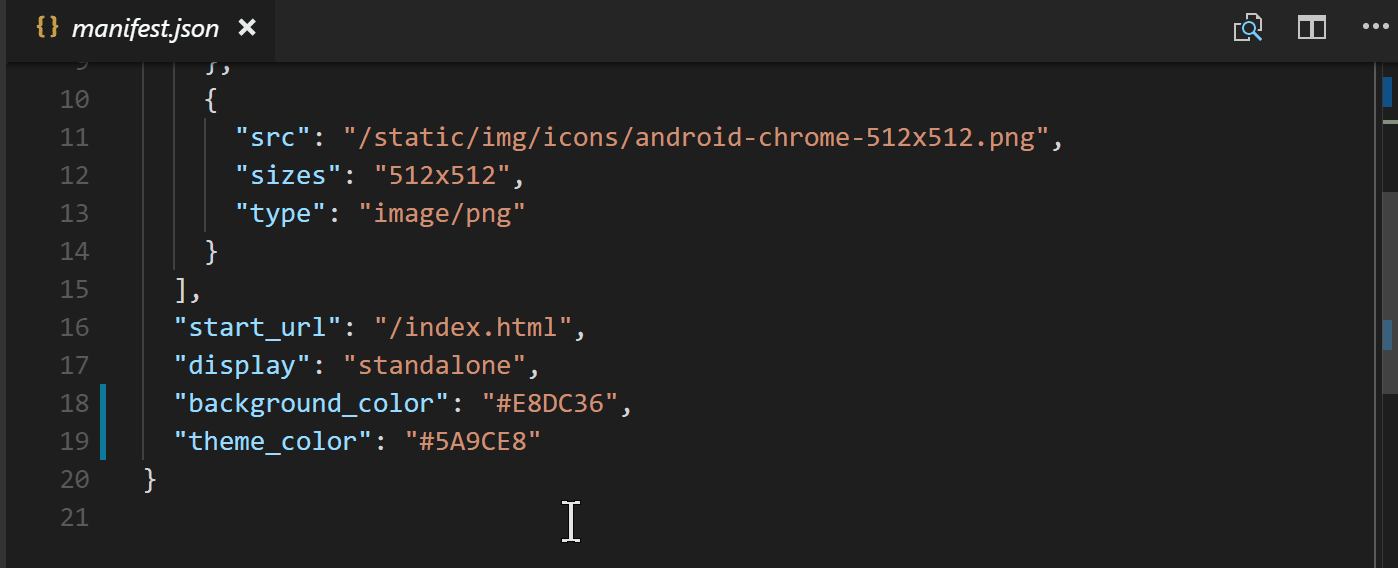 {} manifest.json ×
9 },
10 {
11 "src": "/static/img/icons/android-chrome-512x512.png",
12 "sizes": "512x512",
13 "type": "image/png"
14 }
15 ],
16 "start_url": "/index.html",
17 "display": "standalone",
18 "background_color": "#E8DC36",
19 "theme_color": "#5A9CE8"
20 }
21